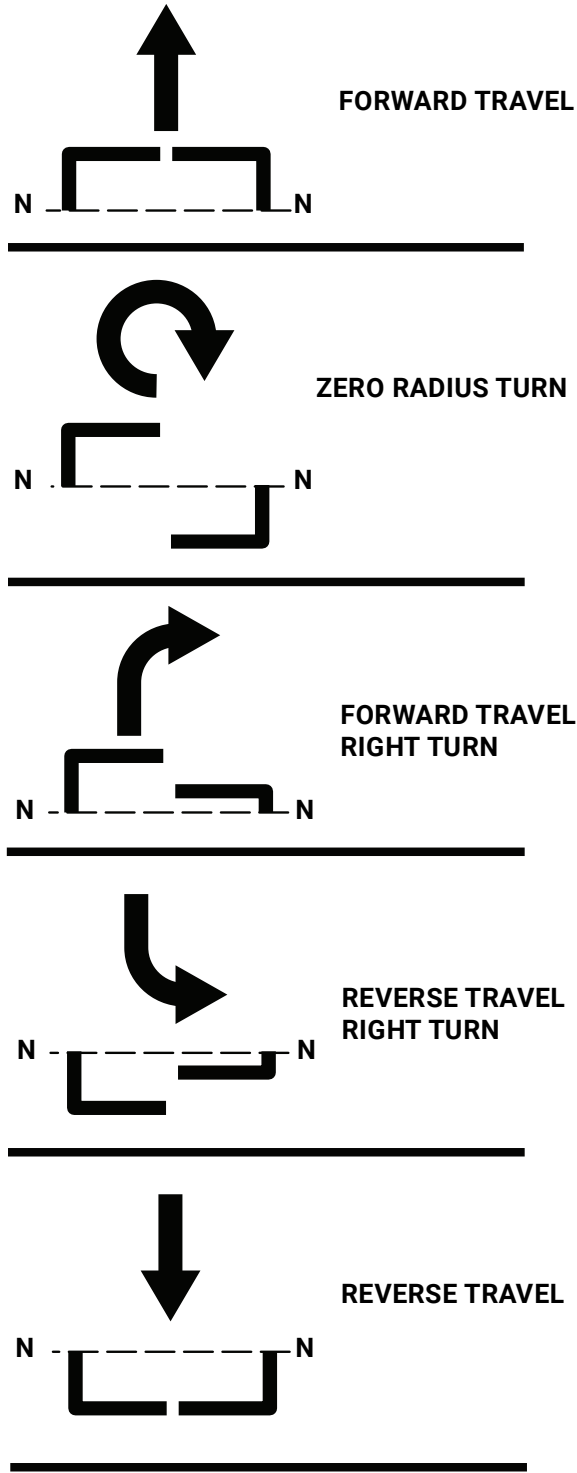 FORWARD TRAVEL
N N
ZERO RADIUS TURN
N N
FORWARD TRAVEL
RIGHT TURN
N N
REVERSE TRAVEL
RIGHT TURN
N N
REVERSE TRAVEL
N N